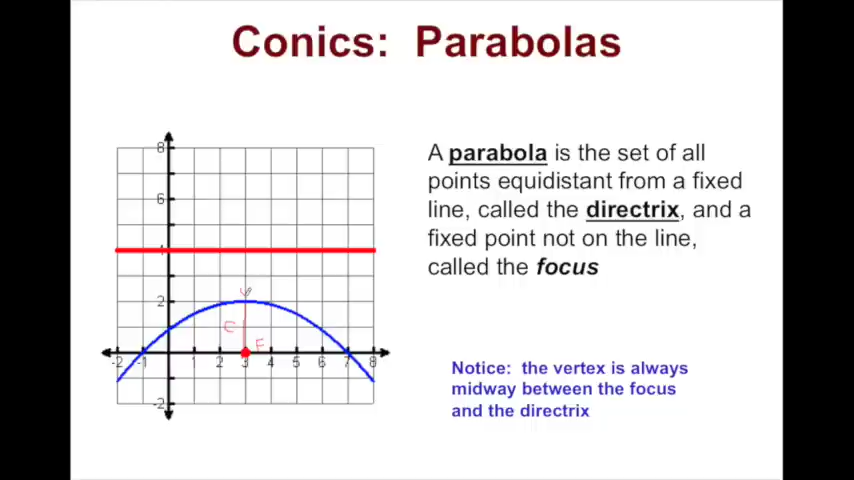 Conics: Parabolas
A parabola is the set of all
points equidistant from a fixed
line, called the directrix, and a
fixed point not on the line,
called the focus
8
6
4
2
V
C
F
-2 -1 1 2 3 4 5 6 7 8
-2
Notice: the vertex is always
midway between the focus
and the directrix